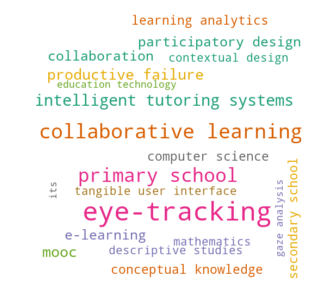 learning analytics
participatory design
collaboration contextual design
productive failure
education technology
intelligent tutoring systems
collaborative learning
computer science
primary school
its
tangible user interface
eye-tracking
gaze analysis
secondary school
e-learning
mathematics
mooc
descriptive studies
conceptual knowledge